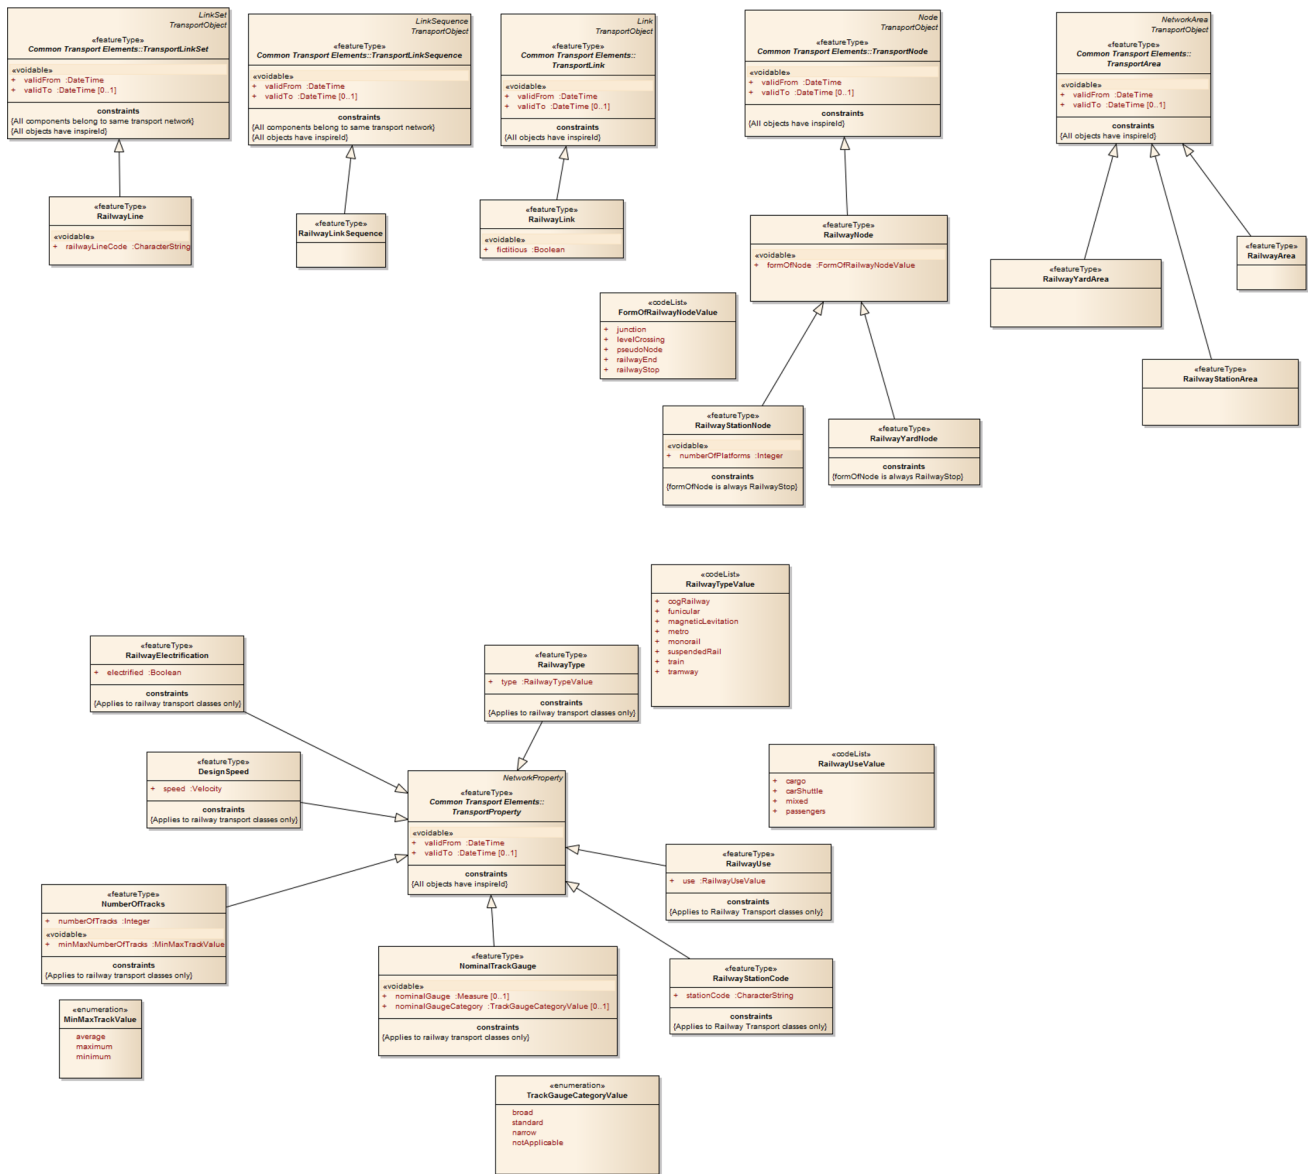 LinkSet
TransportObject
«featureType»
Common Transport Elements::TransportLinkSet
«voidable»
+ validFrom :DateTime
+ validTo :DateTime [0..1]
constraints
{All components belong to same transport network}
{All objects have inspireId}
LinkSequence
TransportObject
«featureType»
Common Transport Elements::TransportLinkSequence
«voidable»
+ validFrom :DateTime
+ validTo :DateTime [0..1]
constraints
{All components belong to same transport network}
{All objects have inspireId}
Link
TransportObject
«featureType»
Common Transport Elements::
TransportLink
«voidable»
+ validFrom :DateTime
+ validTo :DateTime [0..1]
constraints
{All objects have inspireId}
Node
TransportObject
«featureType»
Common Transport Elements::TransportNode
«voidable»
+ validFrom :DateTime
+ validTo :DateTime [0..1]
constraints
{All objects have inspireId}
NetworkArea
TransportObject
«featureType»
Common Transport Elements::
TransportArea
«voidable»
+ validFrom :DateTime
+ validTo :DateTime [0..1]
constraints
{All objects have inspireId}
«featureType»
RailwayLine
«voidable»
+ railwayLineCode :CharacterString
«featureType»
RailwayLinkSequence
«featureType»
RailwayLink
«voidable»
+ fictitious :Boolean
«featureType»
RailwayNode
«voidable»
+ formOfNode :FormOfRailwayNodeValue
«featureType»
RailwayArea
«featureType»
RailwayYardArea
«codeList»
FormOfRailwayNodeValue
+ junction
+ levelCrossing
+ pseudoNode
+ railwayEnd
+ railwayStop
«featureType»
RailwayStationArea
«featureType»
RailwayStationNode
«voidable»
+ numberOfPlatforms :Integer
constraints
{formOfNode is always RailwayStop}
«featureType»
RailwayYardNode
constraints
{formOfNode is always RailwayStop}
«codeList»
RailwayTypeValue
+ cogRailway
+ funicular
+ magneticLevitation
+ metro
+ monorail
+ suspendedRail
+ train
+ tramway
«featureType»
RailwayElectrification
+ electrified :Boolean
constraints
{Applies to railway transport classes only}
«featureType»
RailwayType
+ type :RailwayTypeValue
constraints
{Applies to railway transport classes only}
«featureType»
DesignSpeed
+ speed :Velocity
constraints
{Applies to railway transport classes only}
«codeList»
RailwayUseValue
+ cargo
+ carShuttle
+ mixed
+ passengers
NetworkProperty
«featureType»
Common Transport Elements::
TransportProperty
«voidable»
+ validFrom :DateTime
+ validTo :DateTime [0..1]
constraints
{All objects have inspireId}
«featureType»
RailwayUse
+ use :RailwayUseValue
constraints
{Applies to Railway Transport classes only}
«featureType»
NumberOfTracks
+ numberOfTracks :Integer
«voidable»
+ minMaxNumberOfTracks :MinMaxTrackValue
constraints
{Applies to railway transport classes only}
«featureType»
NominalTrackGauge
«voidable»
+ nominalGauge :Measure [0..1]
+ nominalGaugeCategory :TrackGaugeCategoryValue [0..1]
constraints
{Applies to railway transport classes only}
«featureType»
RailwayStationCode
+ stationCode :CharacterString
constraints
{Applies to Railway Transport classes only}
«enumeration»
MinMaxTrackValue
average
maximum
minimum
«enumeration»
TrackGaugeCategoryValue
broad
standard
narrow
notApplicable